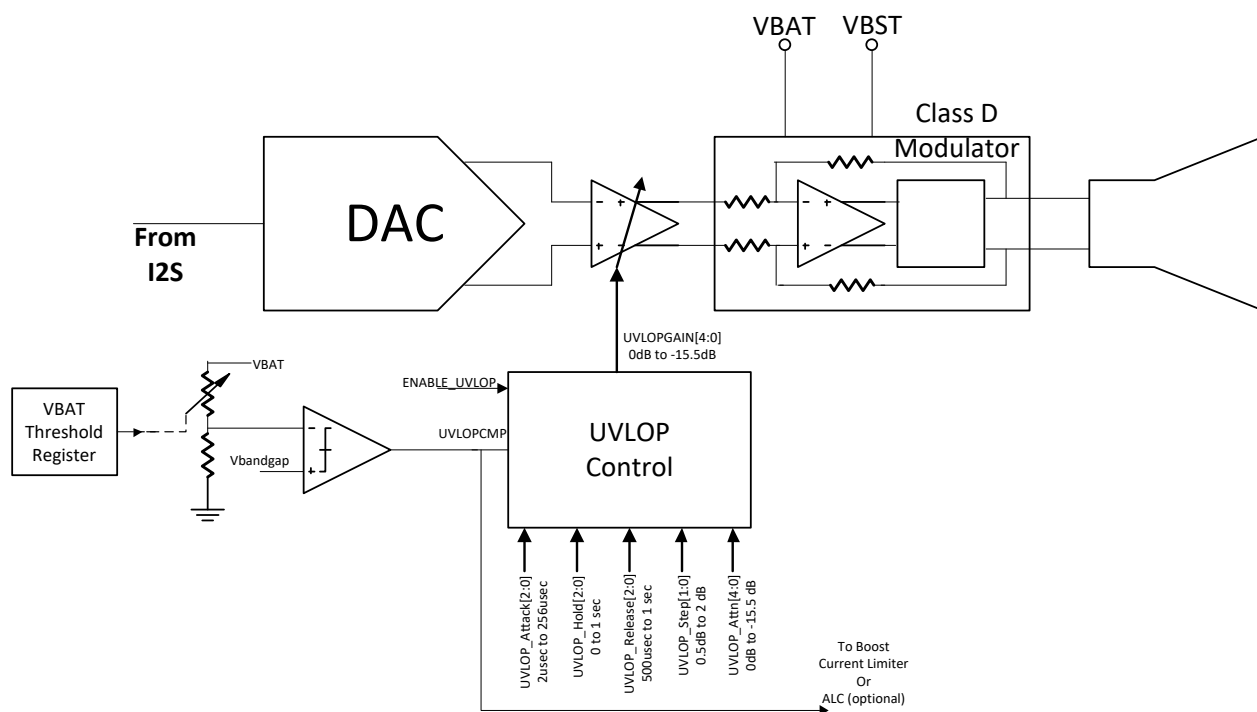 VBAT
VBST
Class D
Modulator
DAC
From
I2S
UVLOPGAIN[4:0]
0dB to -15.5dB
VBAT
ENABLE_UVLOP
VBAT
Threshold
Register
UVLOPCMP
UVLOP
Control
Vbandgap
UVLOP_Attack[2:0]
2usec to 256usec
UVLOP_Hold[2:0]
0 to 1 sec
UVLOP_Release[2:0]
500usec to 1 sec
UVLOP_Step[1:0]
0.5dB to 2 dB
UVLOP_Attn[4:0]
0dB to -15.5 dB
To Boost
Current Limiter
Or
ALC (optional)